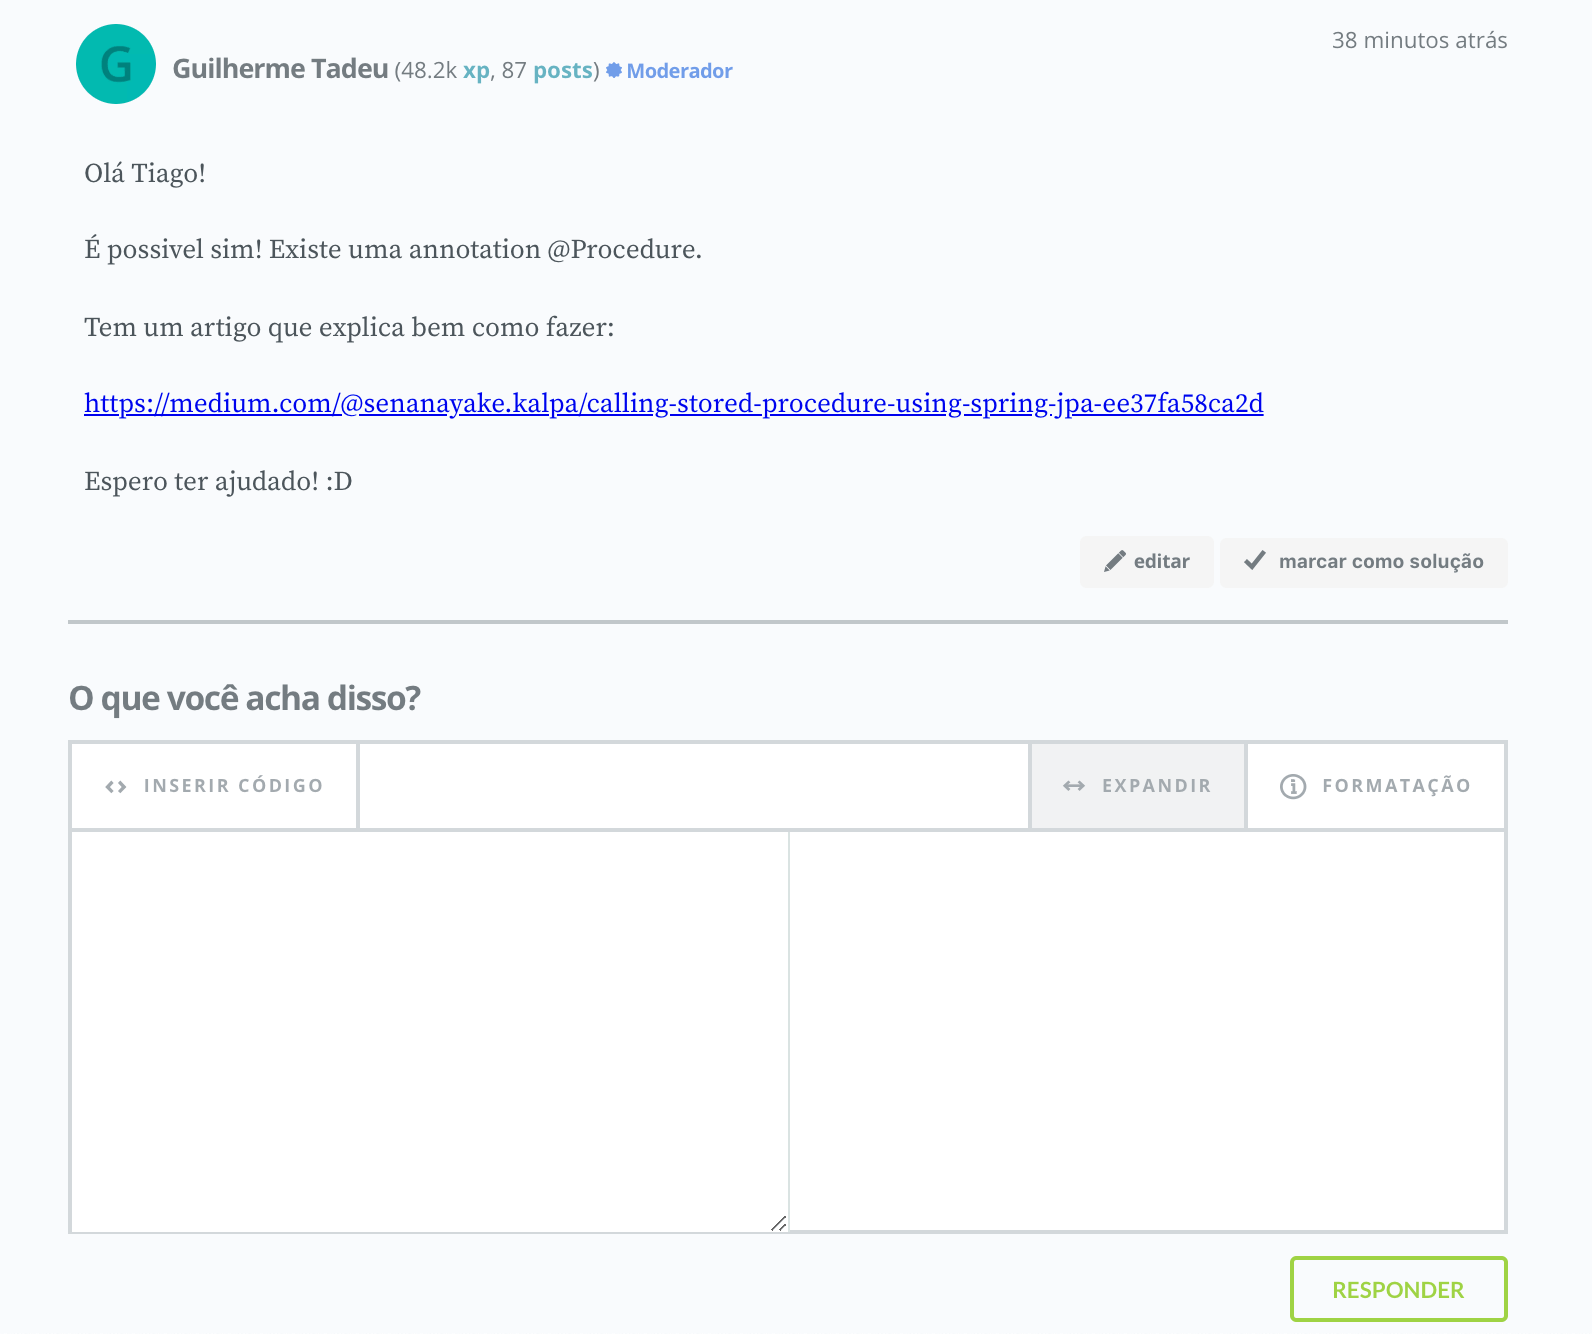 G
Guilherme Tadeu (48.2k xp, 87 posts) Moderador
38 minutos atrás
Olá Tiago!
É possivel sim! Existe uma annotation @Procedure.
Tem um artigo que explica bem como fazer:
https://medium.com/@senanayake.kalpa/calling-stored-procedure-using-spring-jpa-ee37fa58ca2d
Espero ter ajudado! :D
editar
marcar como solução
O que você acha disso?
INSERIR CÓDIGO
EXPANDIR
FORMATAÇÃO
RESPONDER